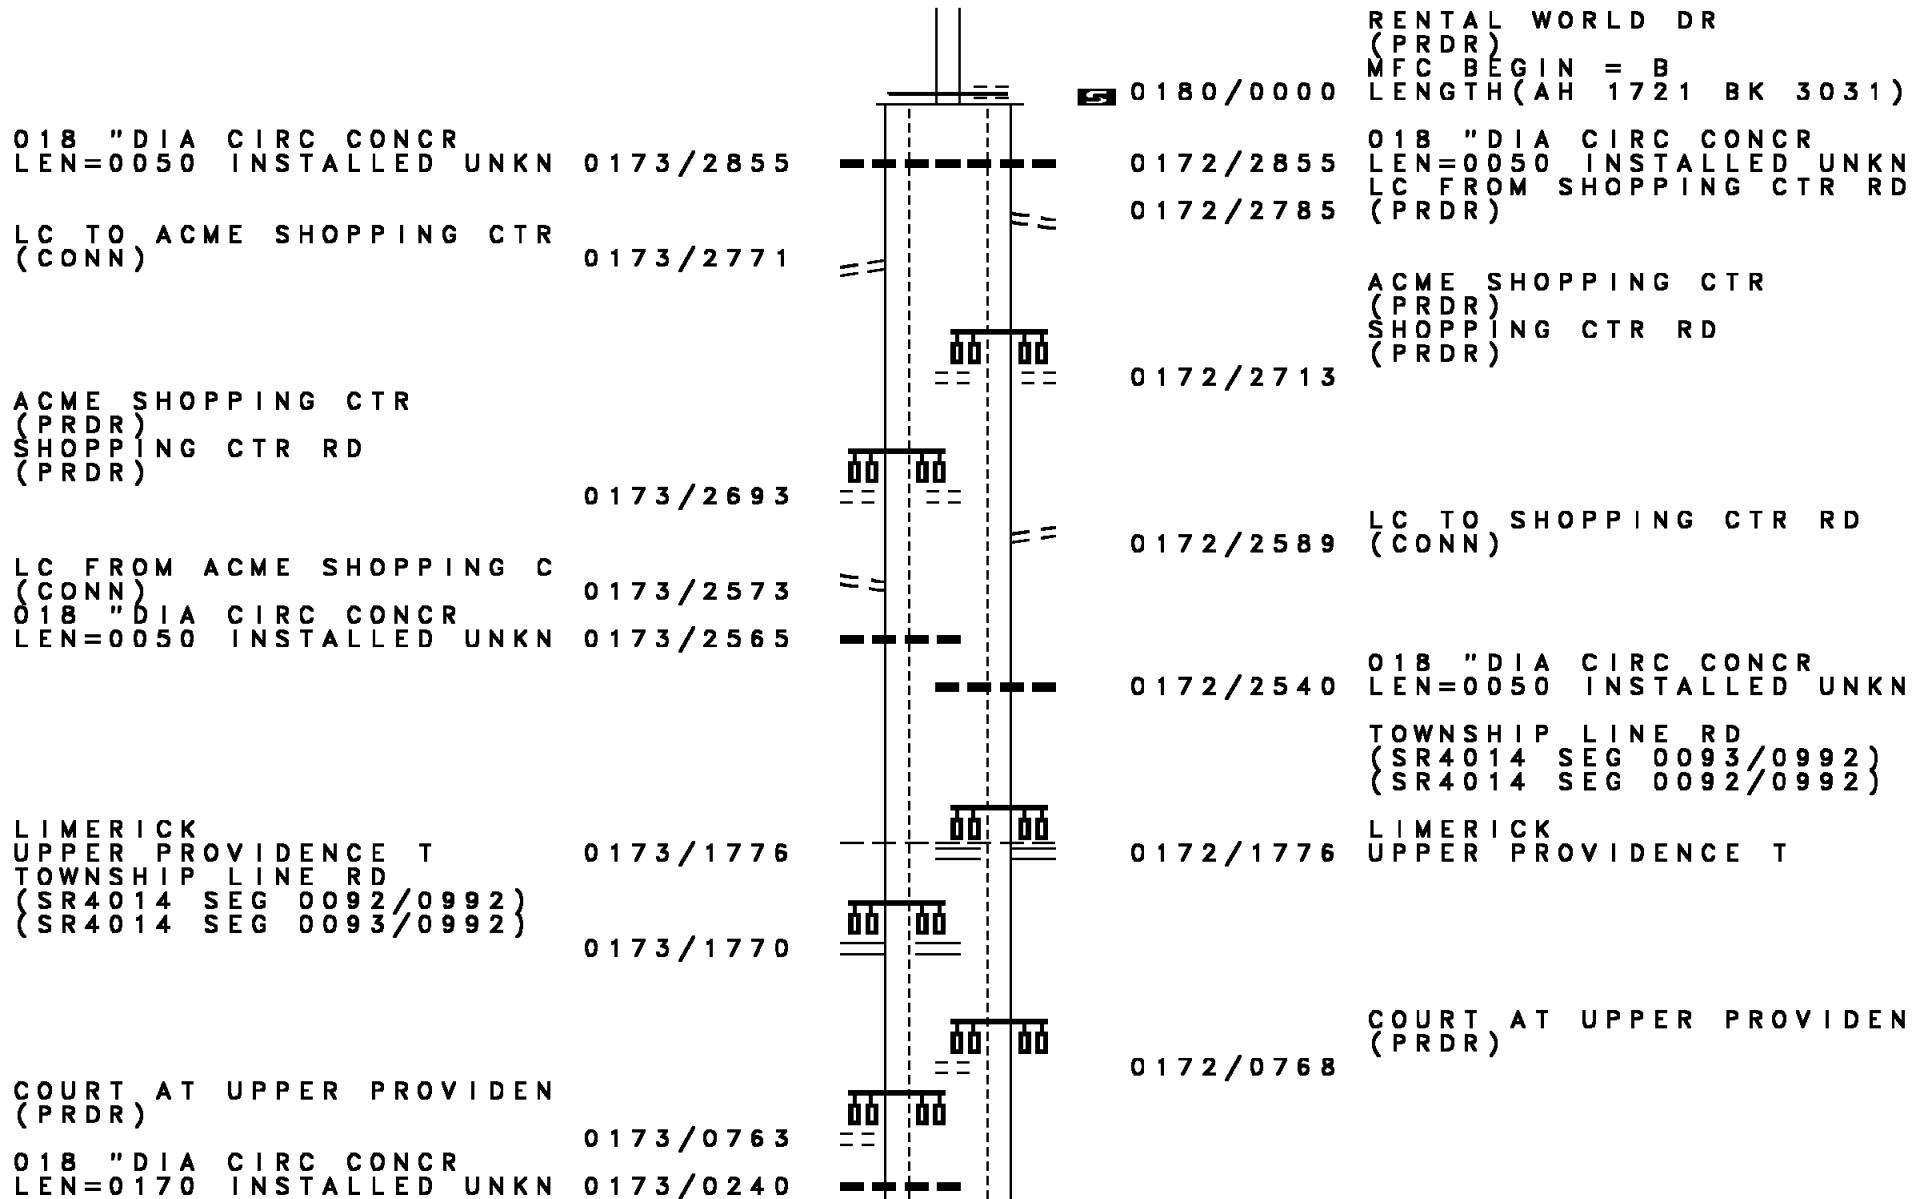 RENTAL WORLD DR
(PRDR)
MFC BEGIN = B
0180/0000 LENGTH(AH 1721 BK 3031)
018 "DIA CIRC CONCR
LEN=0050 INSTALLED UNKN 0173/2855
018 "DIA CIRC CONCR
0172/2855 LEN=0050 INSTALLED UNKN
LC FROM SHOPPING CTR RD
0172/2785 (PRDR)
LC TO ACME SHOPPING CTR
(CONN) 0173/2771
ACME SHOPPING CTR
(PRDR)
SHOPPING CTR RD
(PRDR)
0172/2713
ACME SHOPPING CTR
(PRDR)
SHOPPING CTR RD
(PRDR)
0173/2693
LC TO SHOPPING CTR RD
0172/2589 (CONN)
LC FROM ACME SHOPPING C
(CONN) 0173/2573
018 "DIA CIRC CONCR
LEN=0050 INSTALLED UNKN 0173/2565
018 "DIA CIRC CONCR
0172/2540 LEN=0050 INSTALLED UNKN
TOWNSHIP LINE RD
(SR4014 SEG 0093/0992)
(SR4014 SEG 0092/0992)
LIMERICK
0172/1776 UPPER PROVIDENCE T
LIMERICK
UPPER PROVIDENCE T 0173/1776
TOWNSHIP LINE RD
(SR4014 SEG 0092/0992)
(SR4014 SEG 0093/0992)
0173/1770
COURT AT UPPER PROVIDEN
(PRDR)
0172/0768
COURT AT UPPER PROVIDEN
(PRDR)
0173/0763
018 "DIA CIRC CONCR
LEN=0170 INSTALLED UNKN 0173/0240